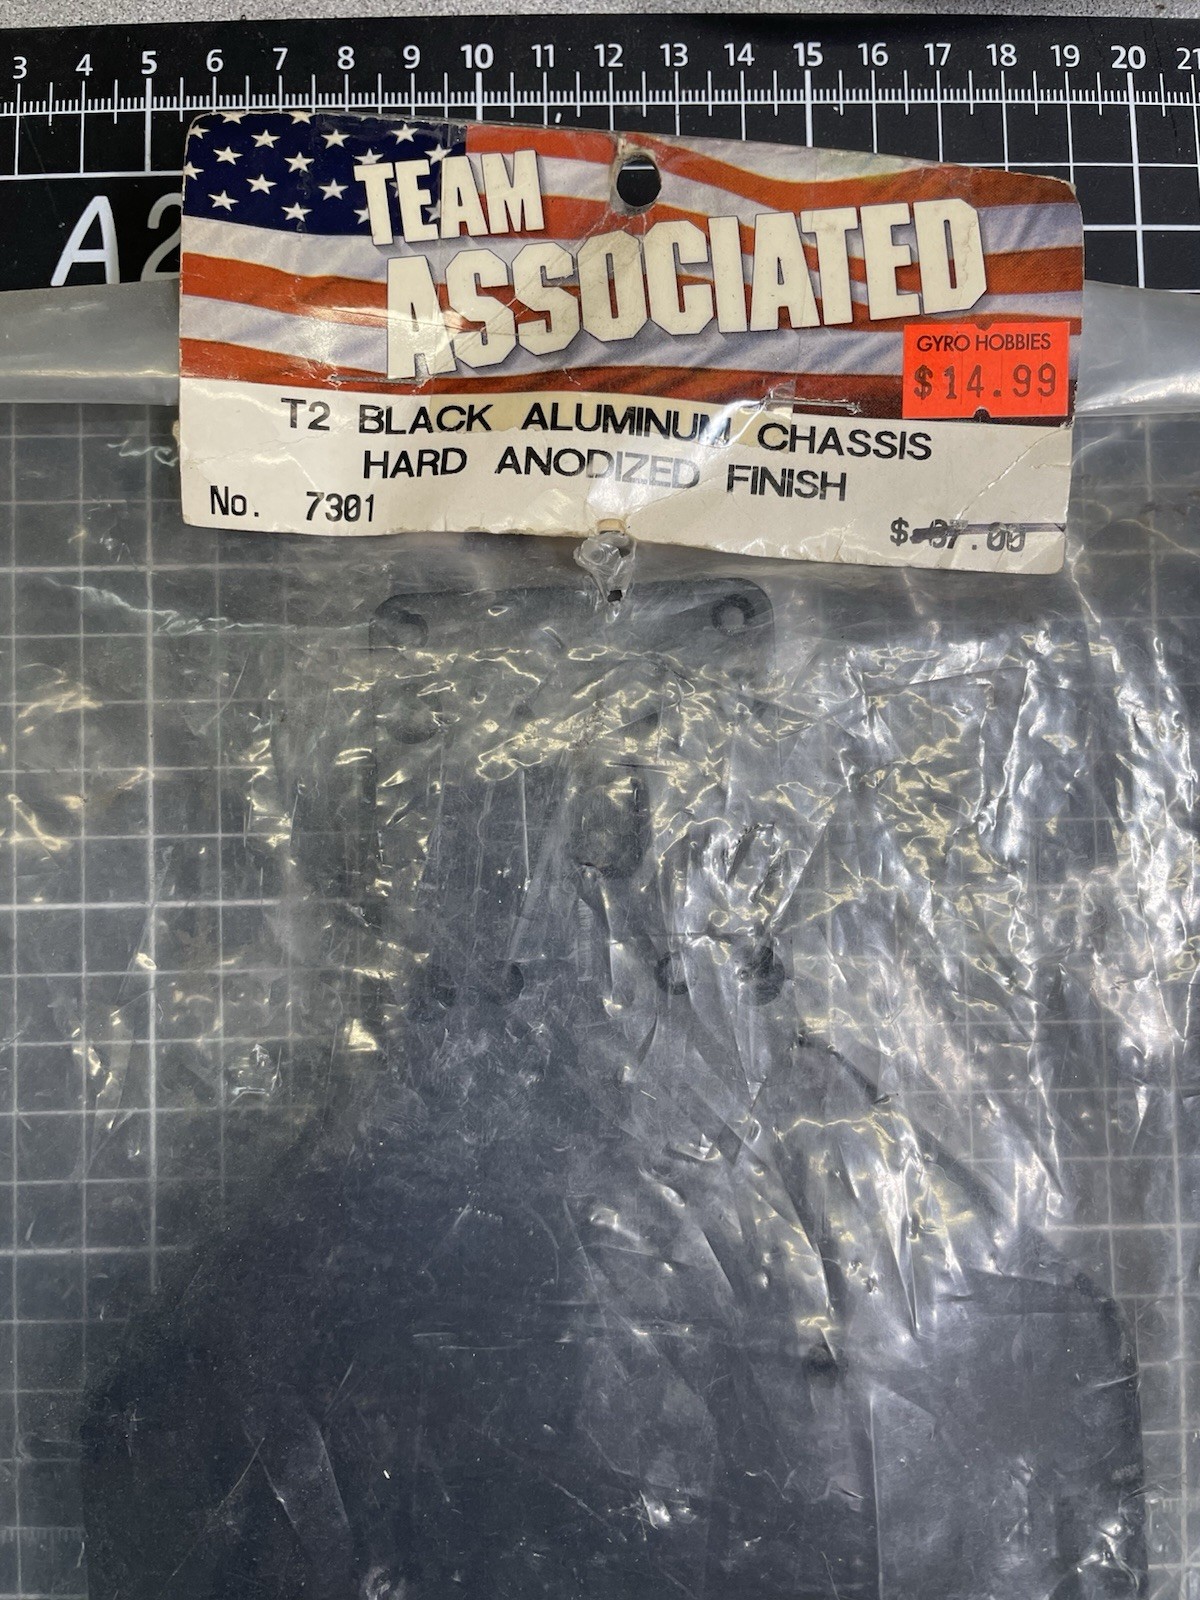 3 4 5 6 7 8 9 10 11 12 13 14 15 16 17 18 19 20 21
A2
TEAM
ASSOCIATED
GYRO HOBBIES
$14.99
T2 BLACK ALUMINUM CHASSIS
HARD ANODIZED FINISH
No. 7301